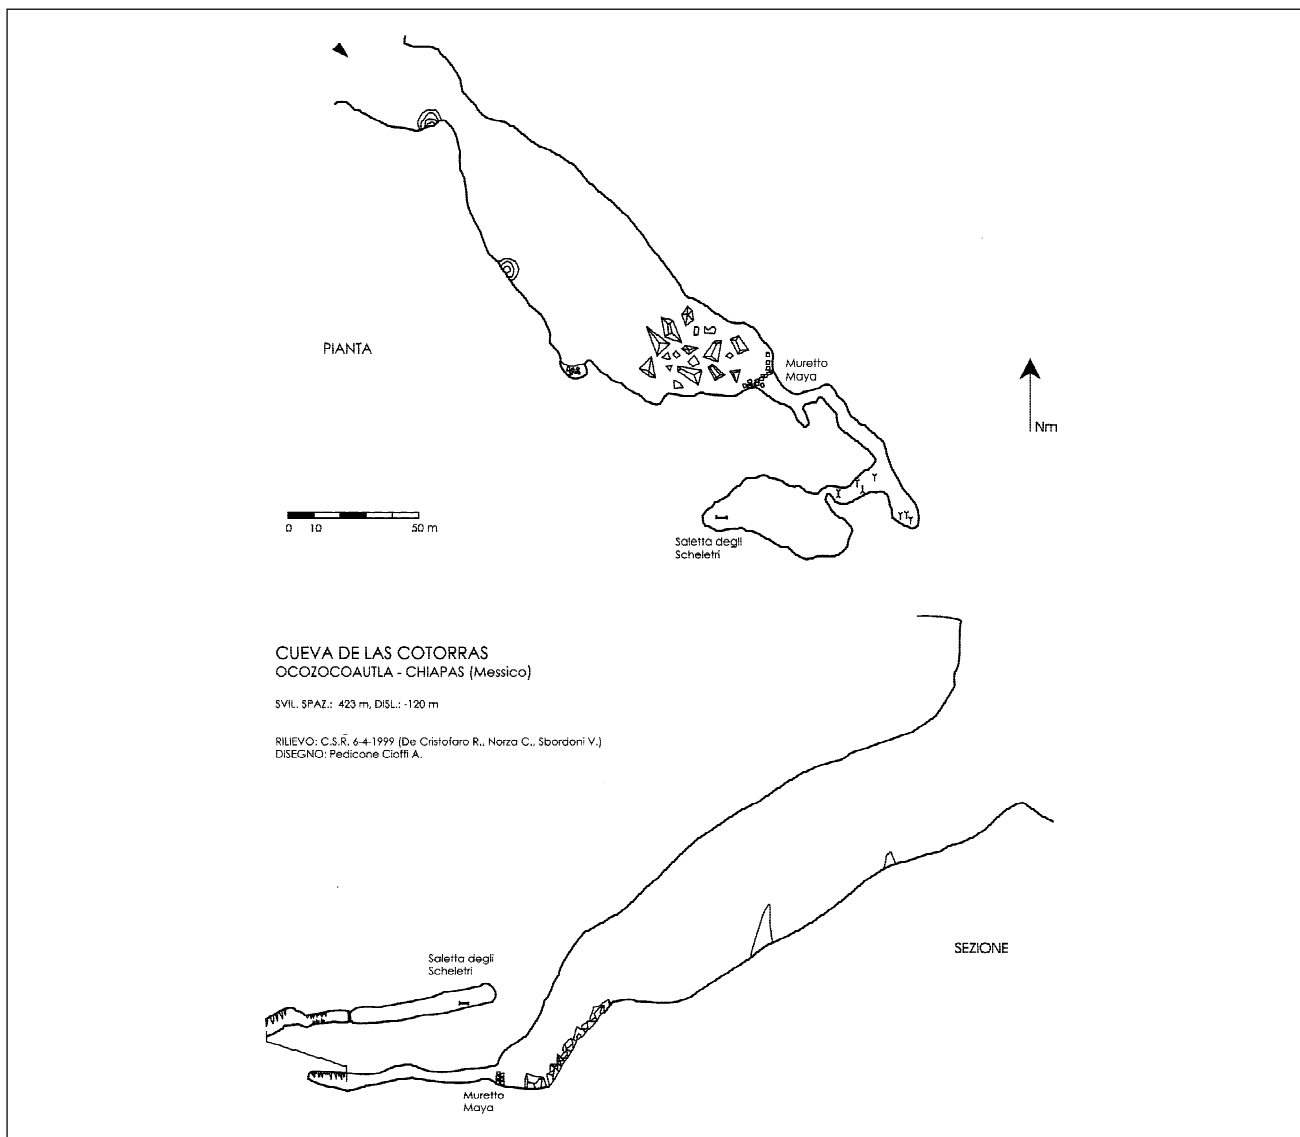 PIANTA
Muretto
Maya
Nm
0 10 50 m
Saletta degli
Scheletri
CUEVA DE LAS COTORRAS
OCOZOCOAUTLA - CHIAPAS (Messico)
SVIL. SPAZ.: 423 m, DISL.: -120 m
RILIEVO: C.S.R. 6-4-1999 (De Cristofaro R., Norza C., Sbordoni V.)
DISEGNO: Pedicone Cioffi A.
Saletta degli
Scheletri
SEZIONE
Muretto
Maya